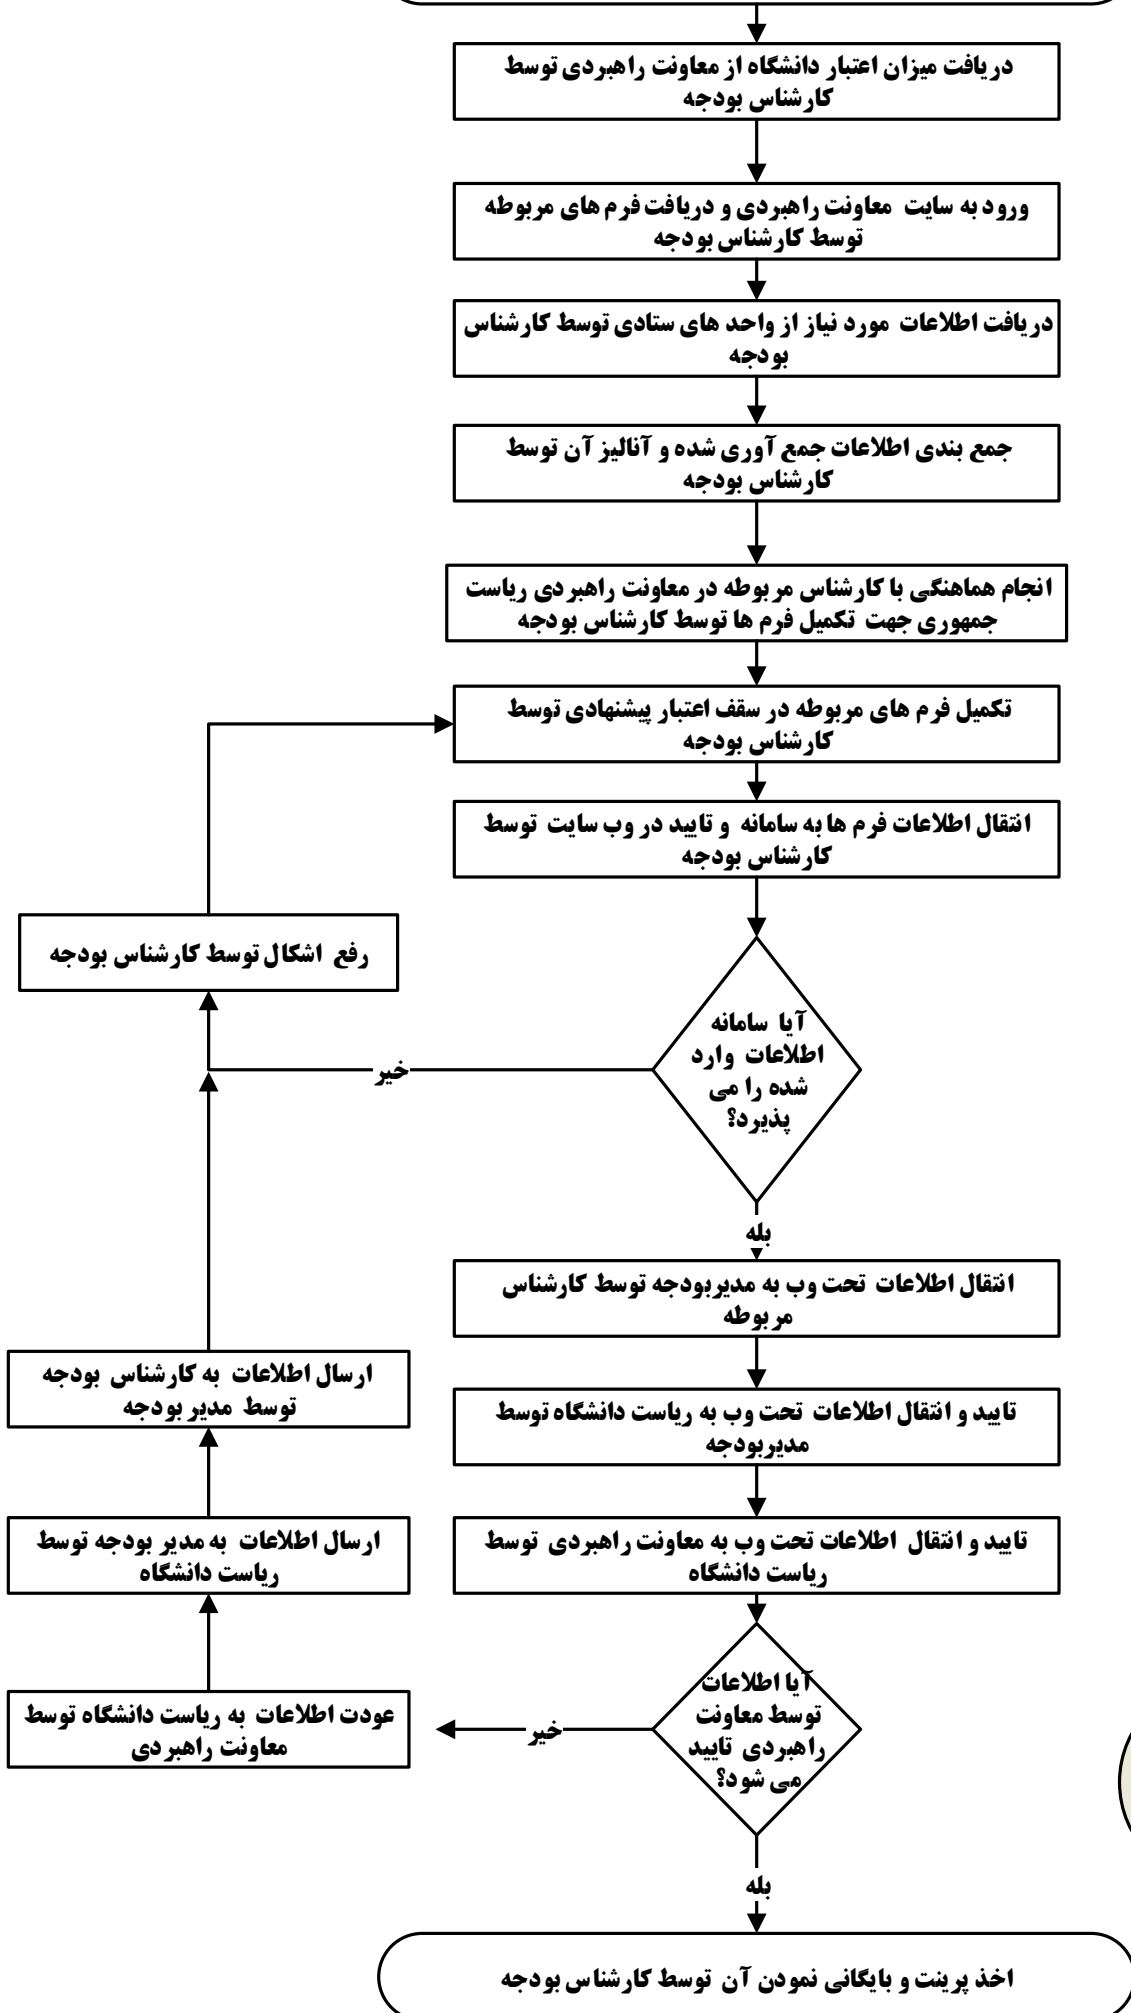 دریافت میزان اعتبار دانشگاه از معاونت راهبردی توسط
کارشناس بودجه
ورود به سایت معاونت راهبردی و دریافت فرم های مربوطه
توسط کارشناس بودجه
دریافت اطلاعات مورد نیاز از واحد های ستادی توسط کارشناس
بودجه
جمع بندی اطلاعات جمع آوری شده و آنالیز آن توسط
کارشناس بودجه
انجام هماهنگی با کارشناس مربوطه در معاونت راهبردی ریاست
جمهوری جهت تکمیل فرم ها توسط کارشناس بودجه
تکمیل فرم های مربوطه در سقف اعتبار پیشنهادی توسط
کارشناس بودجه
انتقال اطلاعات فرم ها به سامانه و تایید در وب سایت توسط
کارشناس بودجه
رفع اشکال توسط کارشناس بودجه
آیا سامانه
اطلاعات وارد
شده را می
پذیرد؟
خیر
بله
انتقال اطلاعات تحت وب به مدیربودجه توسط کارشناس
مربوطه
ارسال اطلاعات به کارشناس بودجه
توسط مدیر بودجه
تایید و انتقال اطلاعات تحت وب به ریاست دانشگاه توسط
مدیربودجه
ارسال اطلاعات به مدیر بودجه توسط
ریاست دانشگاه
تایید و انتقال اطلاعات تحت وب به معاونت راهبردی توسط
ریاست دانشگاه
آیا اطلاعات
توسط معاونت
راهبردی تایید
می شود؟
خیر
عودت اطلاعات به ریاست دانشگاه توسط
معاونت راهبردی
بله
اخذ پرینت و بایگانی نمودن آن توسط کارشناس بودجه